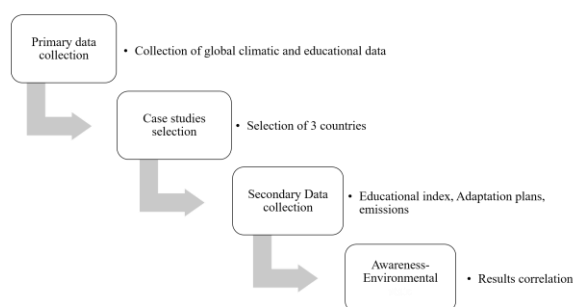 Primary data
collection
• Collection of global climatic and educational data
Case studies
selection
• Selection of 3 countries
Secondary Data
collection
• Educational index, Adaptation plans,
emissions
Awareness-
Environmental
• Results correlation